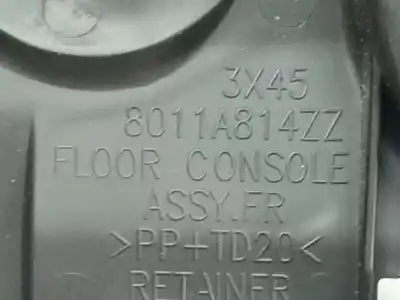 3X45
8011A814ZZ
FLOOR CONSOLE
ASSY.FR
>PP+TD20<
RETAINER